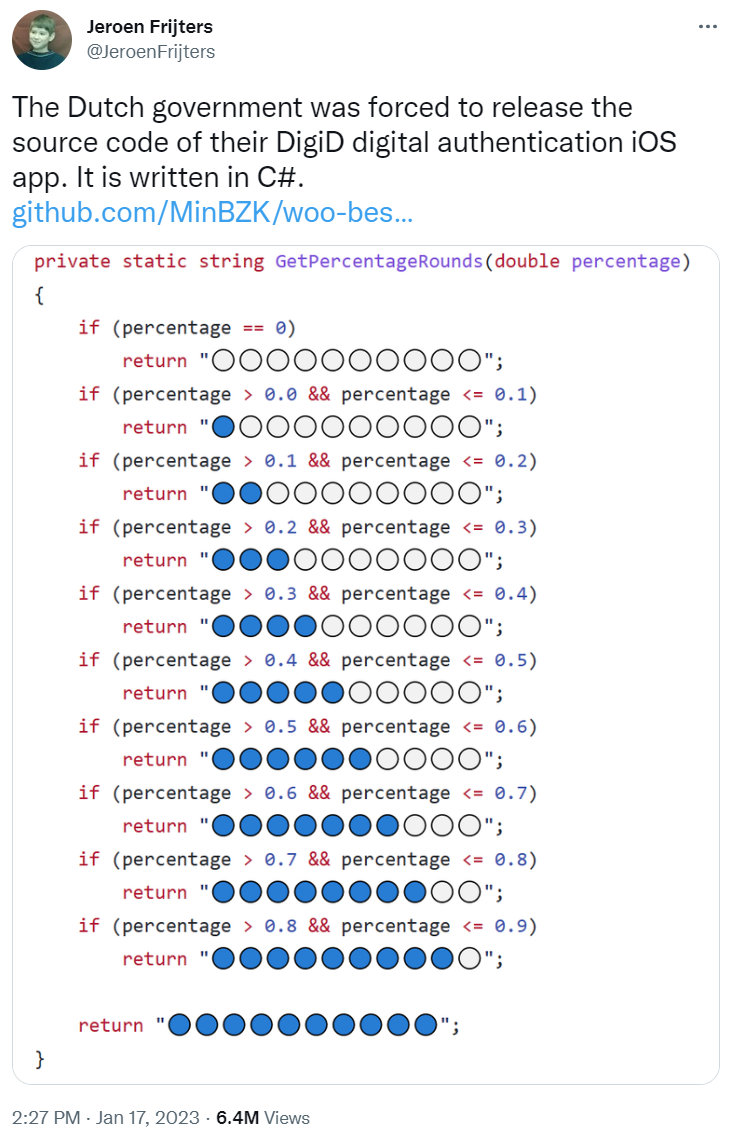 Jeroen Frijters
@JeroenFrijters
The Dutch government was forced to release the
source code of their DigiD digital authentication iOS
app. It is written in C#.
github.com/MinBZK/woo-bes...
private static string GetPercentageRounds(double percentage)
{
if (percentage == 0)
return "⚪⚪⚪⚪⚪⚪⚪⚪⚪⚪";
if (percentage > 0.0 && percentage <= 0.1)
return "🔵⚪⚪⚪⚪⚪⚪⚪⚪⚪";
if (percentage > 0.1 && percentage <= 0.2)
return "🔵🔵⚪⚪⚪⚪⚪⚪⚪⚪";
if (percentage > 0.2 && percentage <= 0.3)
return "🔵🔵🔵⚪⚪⚪⚪⚪⚪⚪";
if (percentage > 0.3 && percentage <= 0.4)
return "🔵🔵🔵🔵⚪⚪⚪⚪⚪⚪";
if (percentage > 0.4 && percentage <= 0.5)
return "🔵🔵🔵🔵🔵⚪⚪⚪⚪⚪";
if (percentage > 0.5 && percentage <= 0.6)
return "🔵🔵🔵🔵🔵🔵⚪⚪⚪⚪";
if (percentage > 0.6 && percentage <= 0.7)
return "🔵🔵🔵🔵🔵🔵🔵⚪⚪⚪";
if (percentage > 0.7 && percentage <= 0.8)
return "🔵🔵🔵🔵🔵🔵🔵🔵⚪⚪";
if (percentage > 0.8 && percentage <= 0.9)
return "🔵🔵🔵🔵🔵🔵🔵🔵🔵⚪";
return "🔵🔵🔵🔵🔵🔵🔵🔵🔵🔵";
}
2:27 PM · Jan 17, 2023 · 6.4M Views